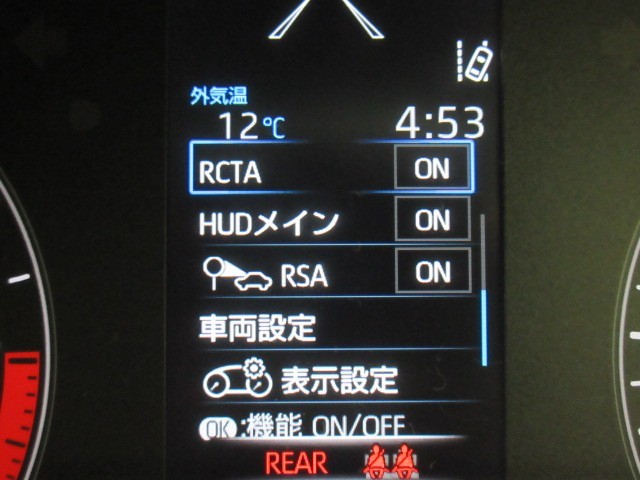 外気温
12℃ 4:53
RCTA ON
HUDメイン ON
RSA ON
車両設定
表示設定
OK:機能 ON/OFF
REAR